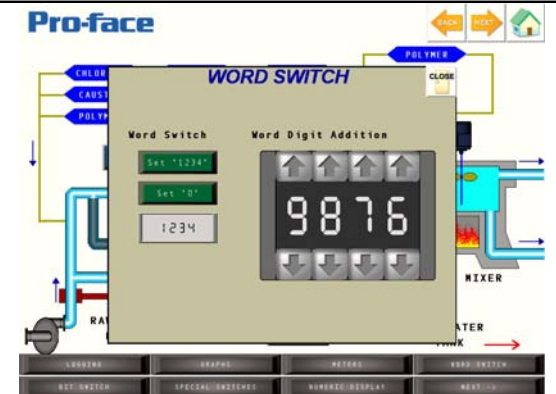 Pro-face
BACK
NEXT
POLYMER
CHLOR
WORD SWITCH
CLOSE
CAUST
POLYM
Word Switch
Word Digit Addition
Set "1234"
Set "0"
1234
9876
MIXER
RA
ATER
TANK
LOGGING
GRAPHS
METERS
WORD SWITCH
BIT SWITCH
SPECIAL SWITCHES
NUMERIC DISPLAY
NEXT -->